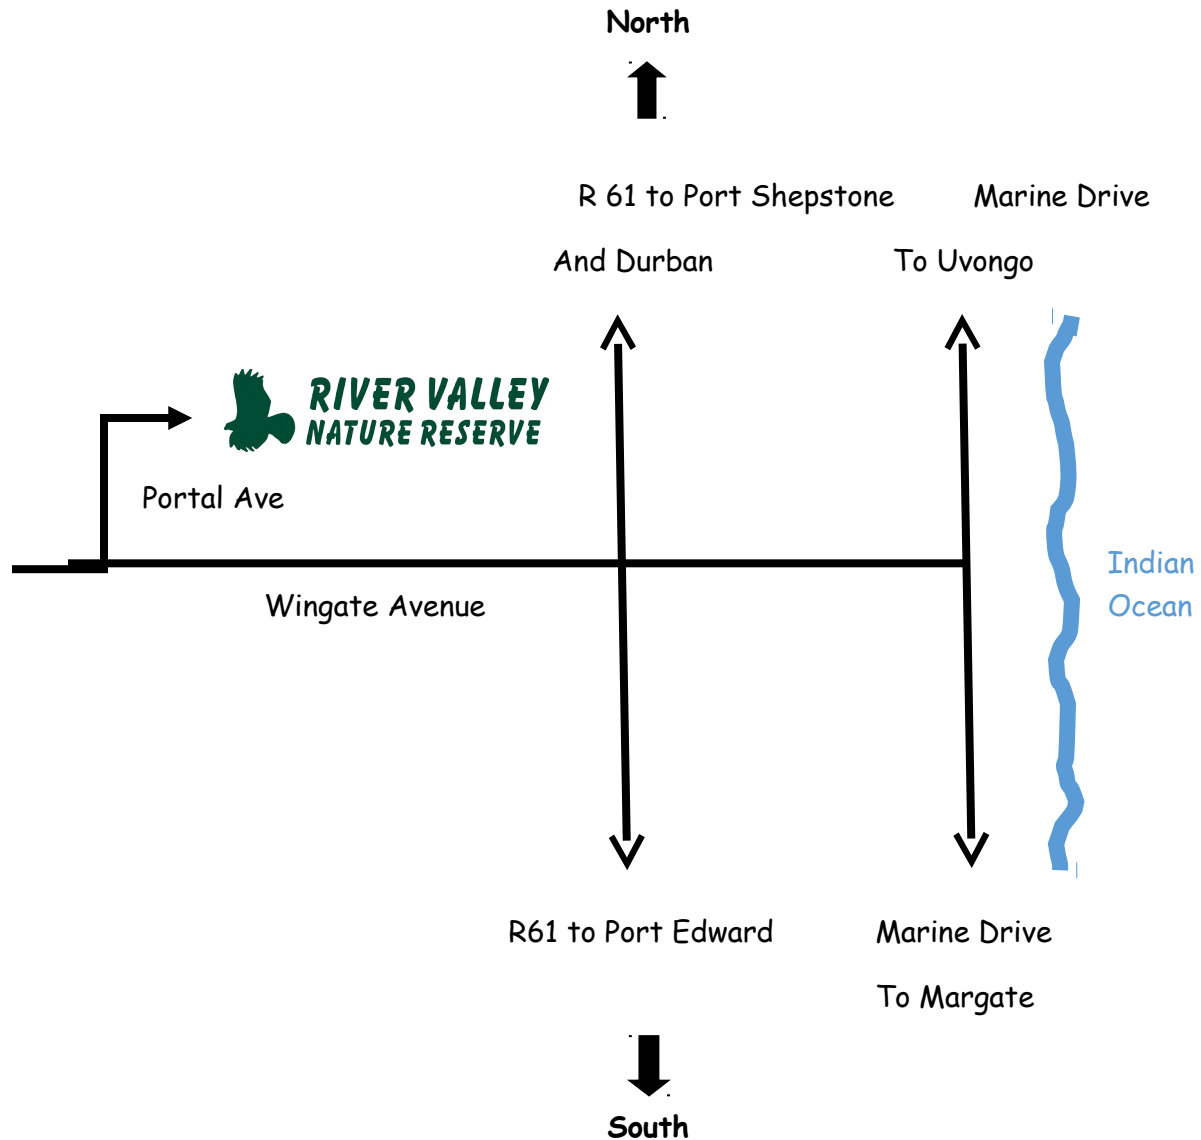 North
R 61 to Port Shepstone
Marine Drive
And Durban
To Uvongo
RIVER VALLEY
NATURE RESERVE
Portal Ave
Indian
Ocean
Wingate Avenue
R61 to Port Edward
Marine Drive
To Margate
South